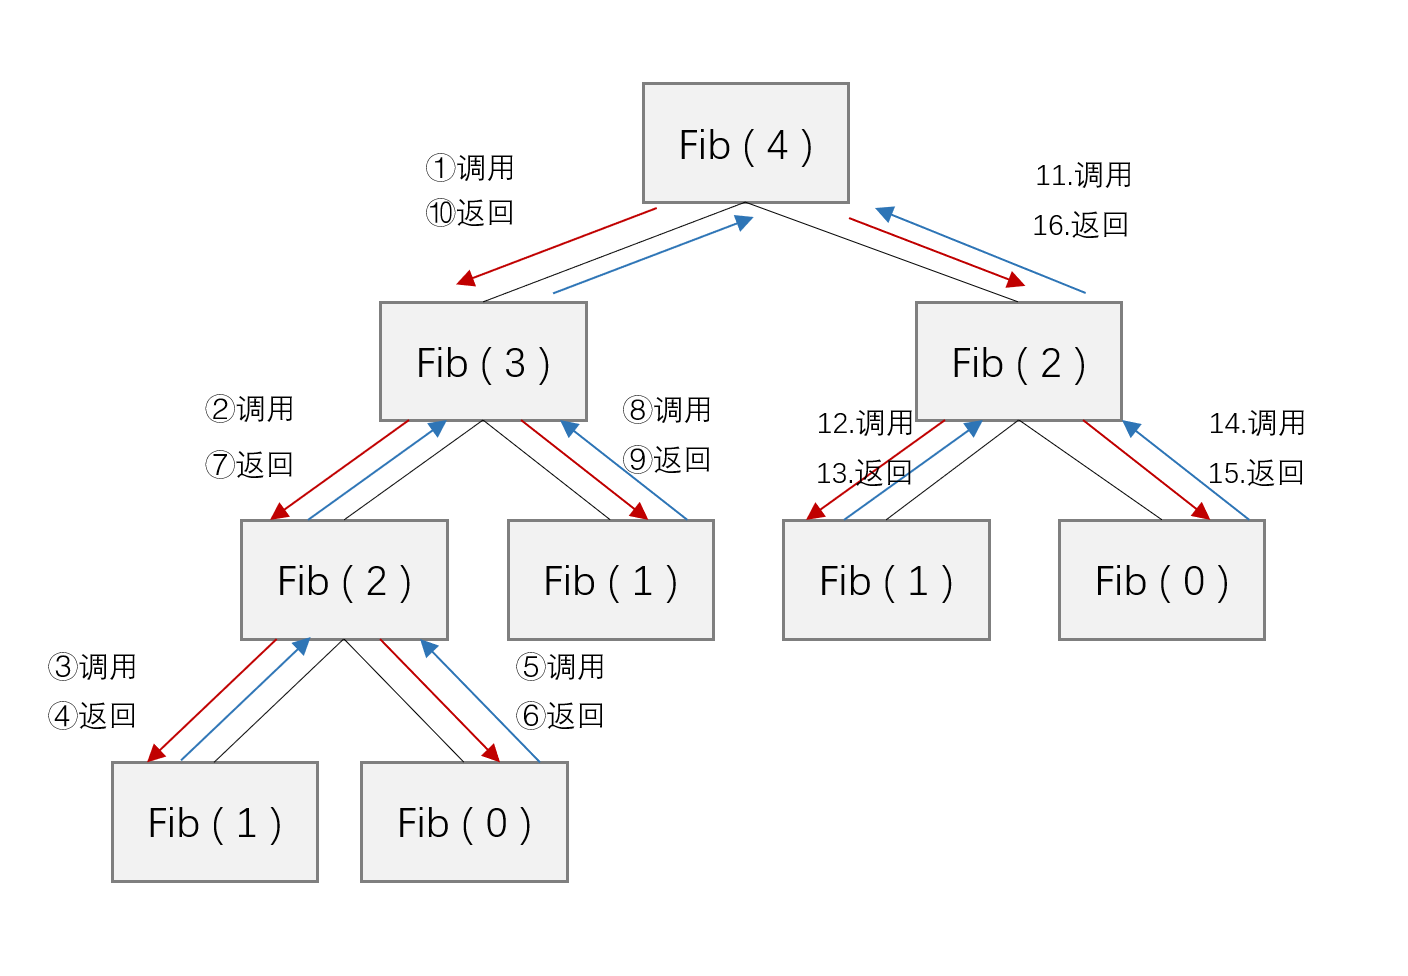 Fib ( 4 )
①调用
⑩返回
11.调用
16.返回
Fib ( 3 )
Fib ( 2 )
②调用
⑦返回
⑧调用
⑨返回
12.调用
13.返回
14.调用
15.返回
Fib ( 2 )
Fib ( 1 )
Fib ( 1 )
Fib ( 0 )
③调用
④返回
⑤调用
⑥返回
Fib ( 1 )
Fib ( 0 )